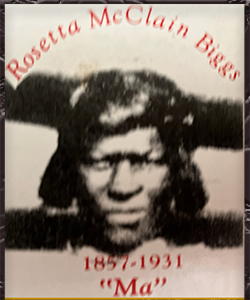 Rosetta McClain Biggs
1857-1931
"Ma"